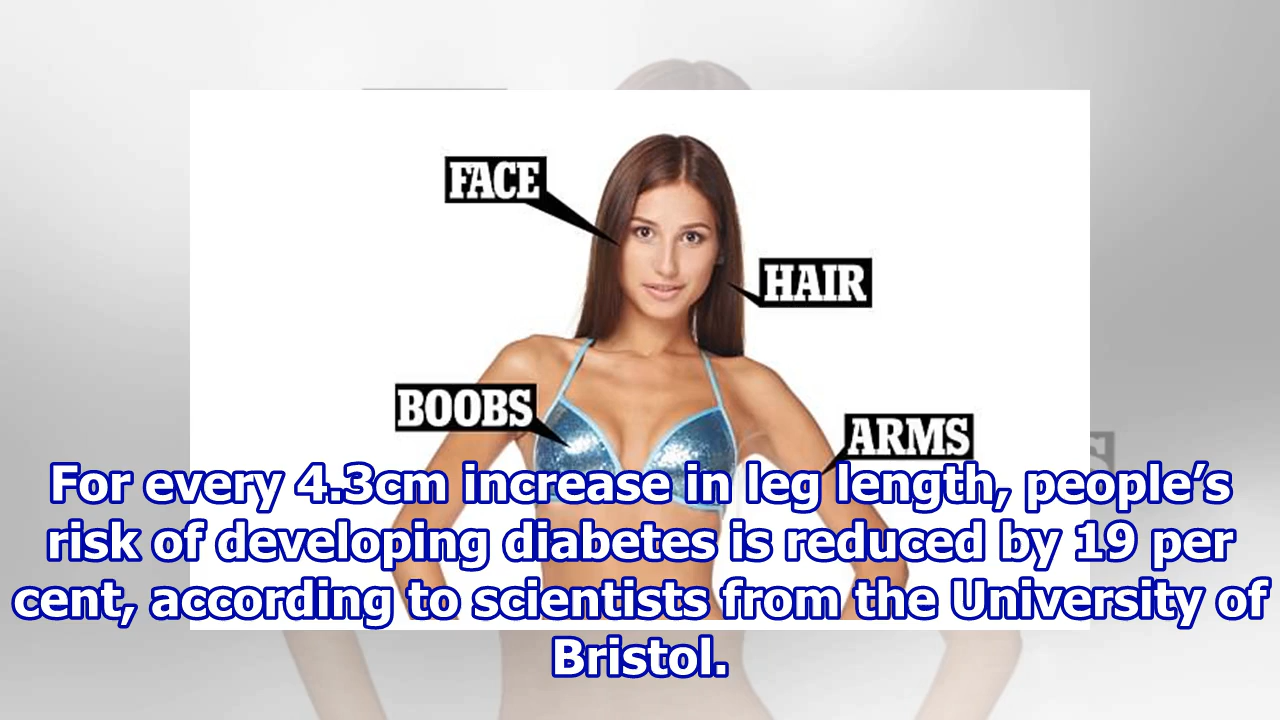 FACE
HAIR
BOOBS
ARMS
For every 4.3cm increase in leg length, people’s
risk of developing diabetes is reduced by 19 per
cent, according to scientists from the University of
Bristol.